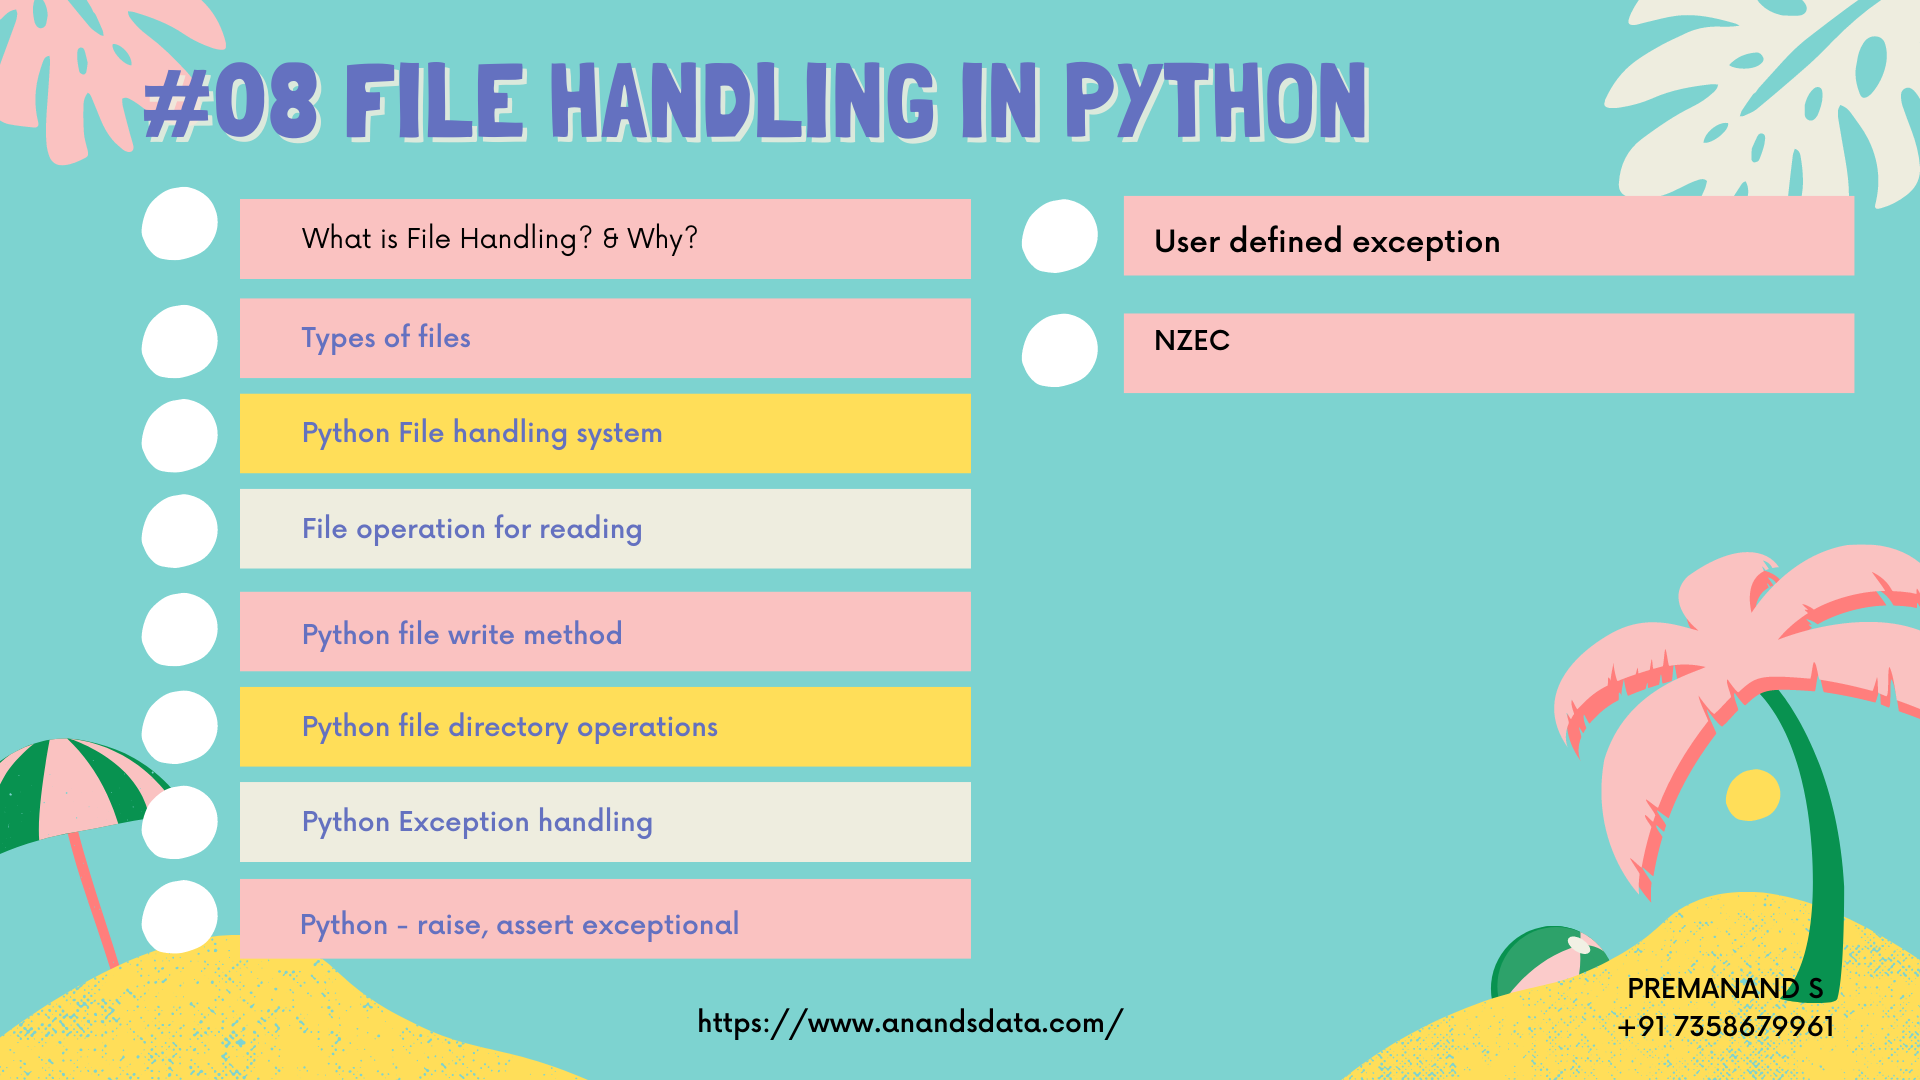 #08 FILE HANDLING IN PYTHON
What is File Handling? & Why?
Types of files
Python File handling system
File operation for reading
Python file write method
Python file directory operations
Python Exception handling
Python - raise, assert exceptional
User defined exception
NZEC
https://www.anandsdata.com/
PREMANAND S
+91 7358679961